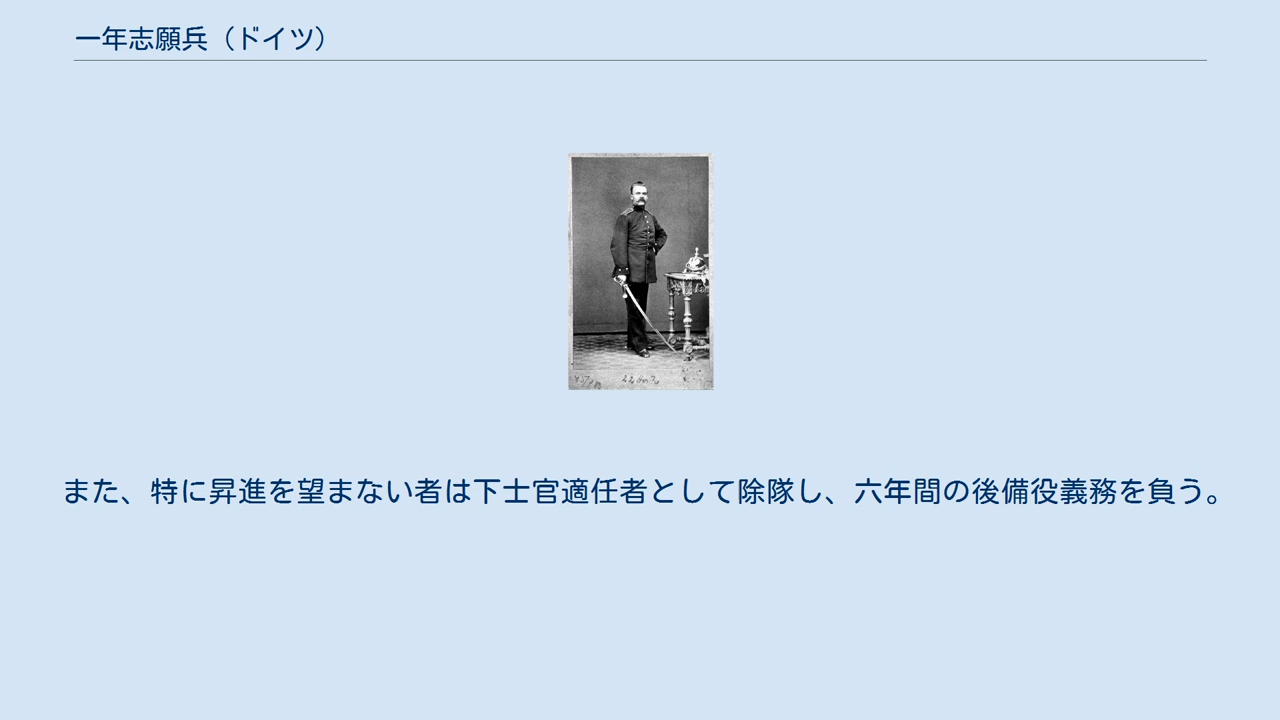 一年志願兵（ドイツ）
また、特に昇進を望まない者は下士官適任者として除隊し、六年間の後備役義務を負う。